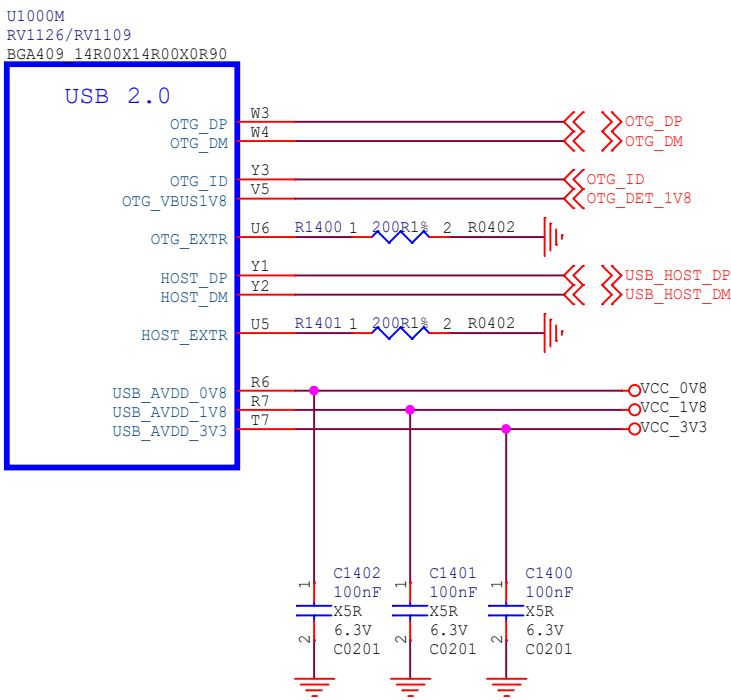 U1000M
RV1126/RV1109
BGA409_14R00X14R00X0R90
USB 2.0
OTG_DP W3 OTG_DP
OTG_DM W4 OTG_DM
OTG_ID Y3 OTG_ID
OTG_VBUS1V8 V5 OTG_DET_1V8
OTG_EXTR U6 R1400 1 200R1% 2 R0402
HOST_DP Y1 USB_HOST_DP
HOST_DM Y2 USB_HOST_DM
HOST_EXTR U5 R1401 1 200R1% 2 R0402
USB_AVDD_0V8 R6 VCC_0V8
USB_AVDD_1V8 R7 VCC_1V8
USB_AVDD_3V3 T7 VCC_3V3
1 C1402 1 C1401 1 C1400
100nF 100nF 100nF
X5R X5R X5R
2 6.3V 2 6.3V 2 6.3V
C0201 C0201 C0201